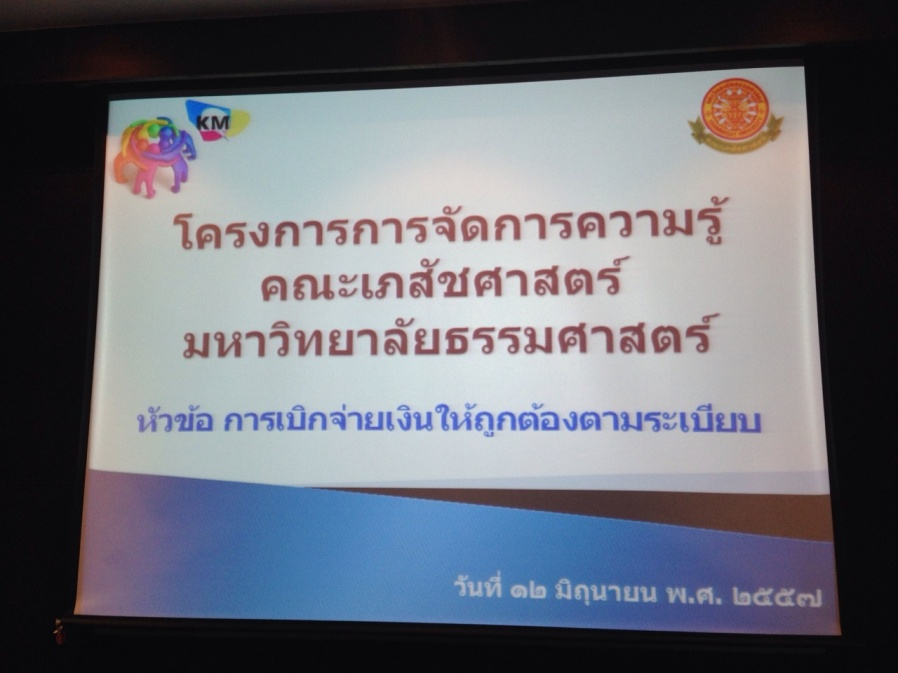 KM
โครงการการจัดการความรู้
คณะเภสัชศาสตร์
มหาวิทยาลัยธรรมศาสตร์
หัวข้อ การเบิกจ่ายเงินให้ถูกต้องตามระเบียบ
วันที่ ๑๒ มิถุนายน พ.ศ. ๒๕๕๗